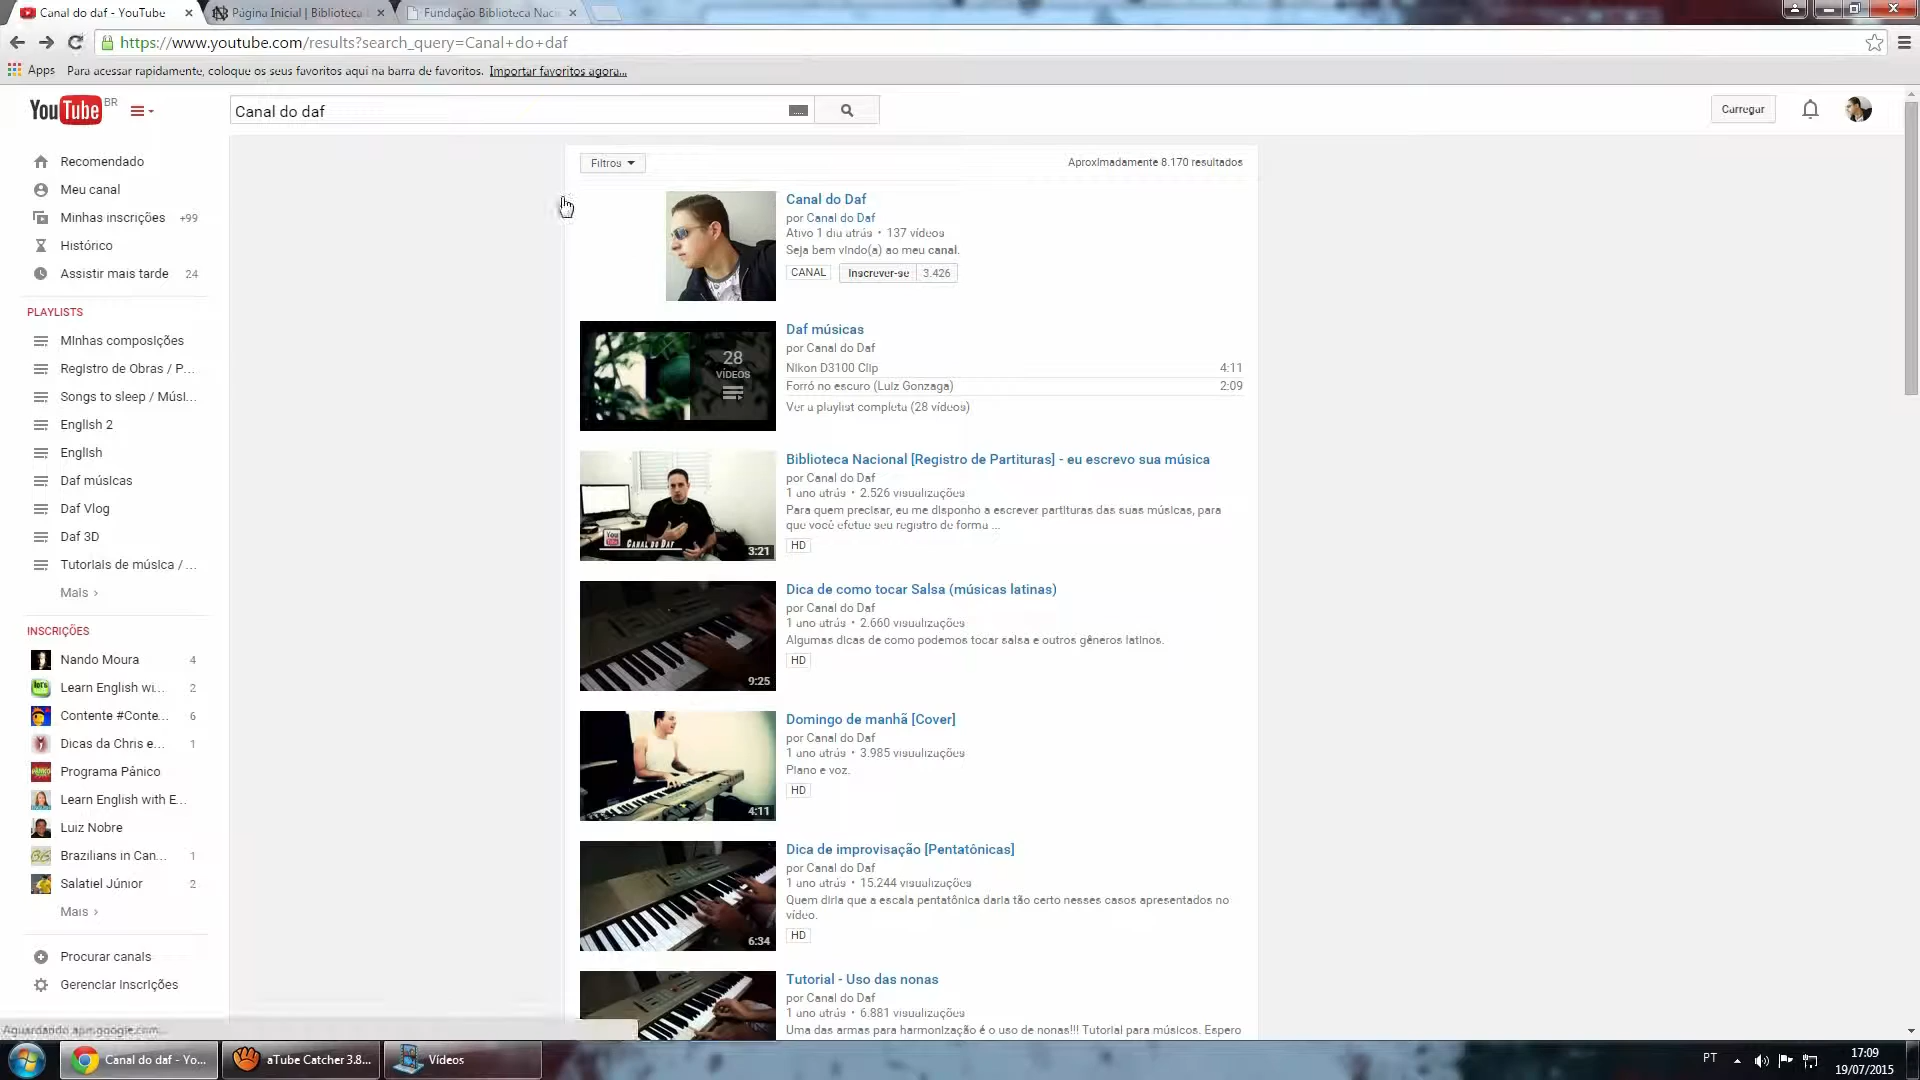 Canal do daf - YouTube
Página Inicial | Biblioteca
Fundação Biblioteca Naci
https://www.youtube.com/results?search_query=Canal+do+daf
Apps
Para acessar rapidamente, coloque os seus favoritos aqui na barra de favoritos.
Importar favoritos agora...
YouTube BR
Canal do daf
Carregar
Recomendado
Meu canal
Minhas inscrições +99
Histórico
Assistir mais tarde 24
PLAYLISTS
Minhas composições
Registro de Obras / P...
Songs to sleep / Músi...
English 2
English
Daf músicas
Daf Vlog
Daf 3D
Tutoriais de música / ...
Mais ›
INSCRIÇÕES
Nando Moura 4
Learn English wi... 2
Contente #Conte... 6
Dicas da Chris e... 1
Programa Pânico
Learn English with E...
Luiz Nobre
Brazilians in Can... 1
Salatiel Júnior 2
Mais ›
Procurar canais
Gerenciar inscrições
Filtros
Aproximadamente 8.170 resultados
Canal do Daf
por Canal do Daf
Ativo 1 dia atrás • 137 vídeos
Seja bem vindo(a) ao meu canal.
CANAL
Inscrever-se 3.426
28
VÍDEOS
Daf músicas
por Canal do Daf
Nikon D3100 Clip 4:11
Forró no escuro (Luiz Gonzaga) 2:09
Ver a playlist completa (28 vídeos)
You
CANAL DO DAF
3:21
Biblioteca Nacional [Registro de Partituras] - eu escrevo sua música
por Canal do Daf
1 ano atrás • 2.526 visualizações
Para quem precisar, eu me disponho a escrever partituras das suas músicas, para
que você efetue seu registro de forma ...
HD
9:25
Dica de como tocar Salsa (músicas latinas)
por Canal do Daf
1 ano atrás • 2.660 visualizações
Algumas dicas de como podemos tocar salsa e outros gêneros latinos.
HD
4:11
Domingo de manhã [Cover]
por Canal do Daf
1 ano atrás • 3.985 visualizações
Piano e voz.
HD
6:34
Dica de improvisação [Pentatônicas]
por Canal do Daf
1 ano atrás • 15.244 visualizações
Quem diria que a escala pentatônica daria tão certo nesses casos apresentados no
vídeo.
HD
Tutorial - Uso das nonas
por Canal do Daf
1 ano atrás • 6.881 visualizações
Uma das armas para harmonização é o uso de nonas!!! Tutorial para músicos. Espero
Aguardando apis.google.com...
Canal do daf - Yo...
aTube Catcher 3.8...
Vídeos
PT
17:09
19/07/2015